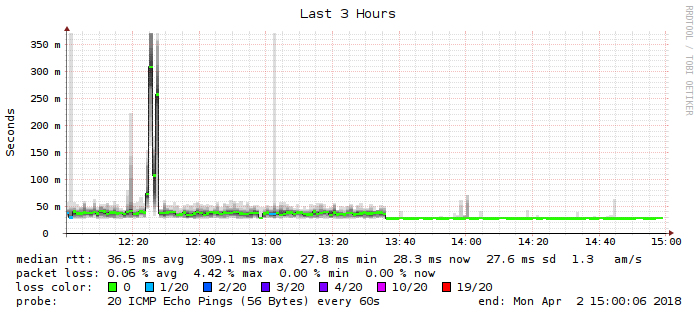 Last 3 Hours
RRDTOOL / TOBI OETIKER
Seconds
350 m
300 m
250 m
200 m
150 m
100 m
50 m
0
12:20 12:40 13:00 13:20 13:40 14:00 14:20 14:40 15:00
median rtt: 36.5 ms avg 309.1 ms max 27.8 ms min 28.3 ms now 27.6 ms sd 1.3 am/s
packet loss: 0.06 % avg 4.42 % max 0.00 % min 0.00 % now
loss color: 0 1/20 2/20 3/20 4/20 10/20 19/20
probe: 20 ICMP Echo Pings (56 Bytes) every 60s end: Mon Apr 2 15:00:06 2018